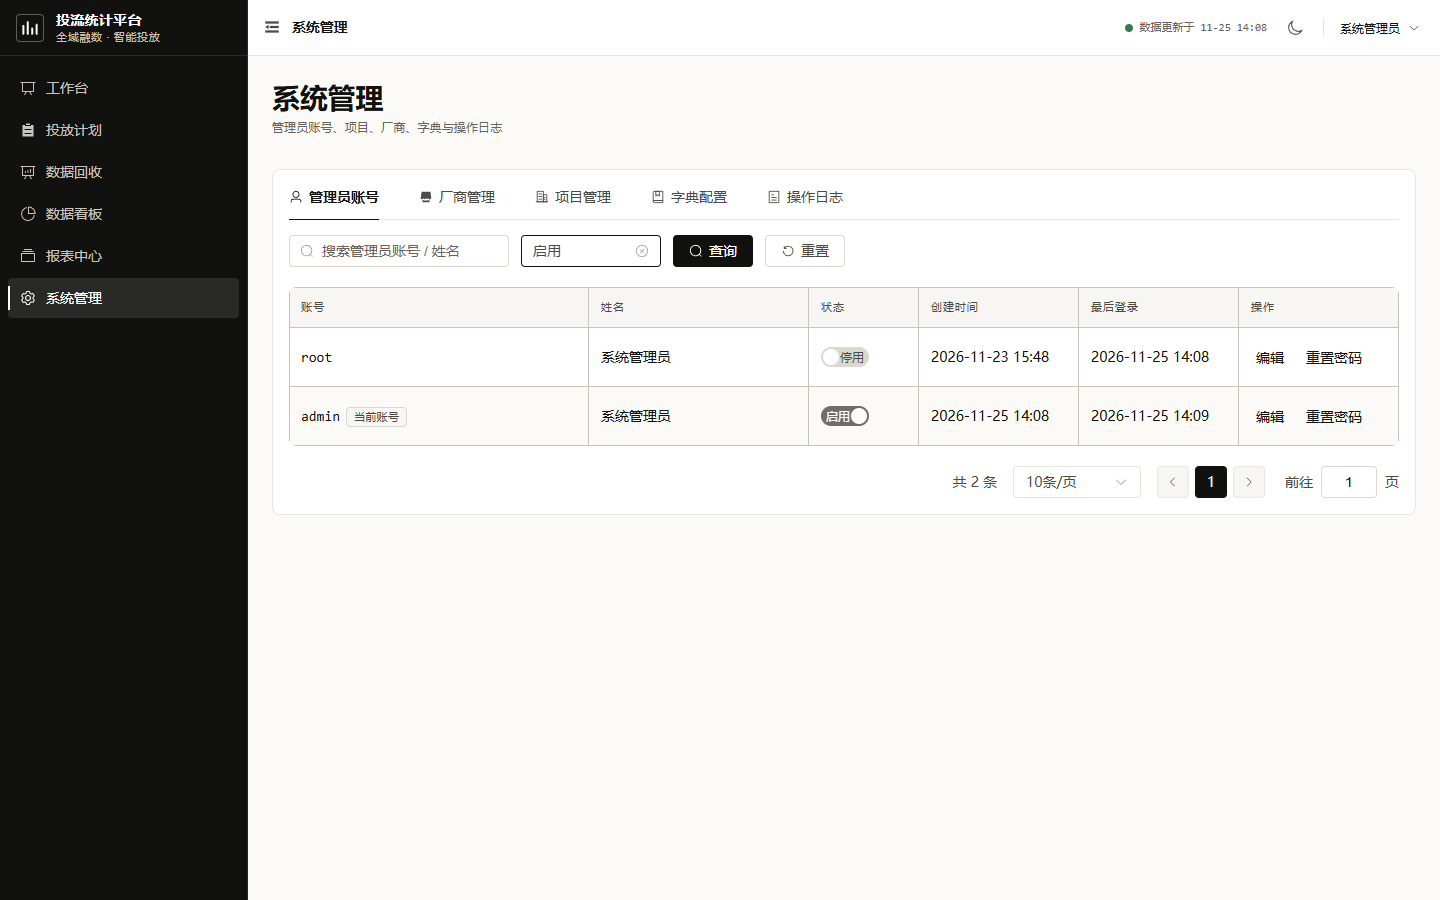 投流统计平台
全域融数 · 智能投放
工作台
投放计划
数据回收
数据看板
报表中心
系统管理
系统管理
数据更新于 11-25 14:08
系统管理员
系统管理
管理员账号、项目、厂商、字典与操作日志
管理员账号 厂商管理 项目管理 字典配置 操作日志
搜索管理员账号 / 姓名 启用 查询 重置
账号 姓名 状态 创建时间 最后登录 操作
root 系统管理员 停用 2026-11-23 15:48 2026-11-25 14:08 编辑 重置密码
admin 当前账号 系统管理员 启用 2026-11-25 14:08 2026-11-25 14:09 编辑 重置密码
共 2 条 10条/页 1 前往 1 页